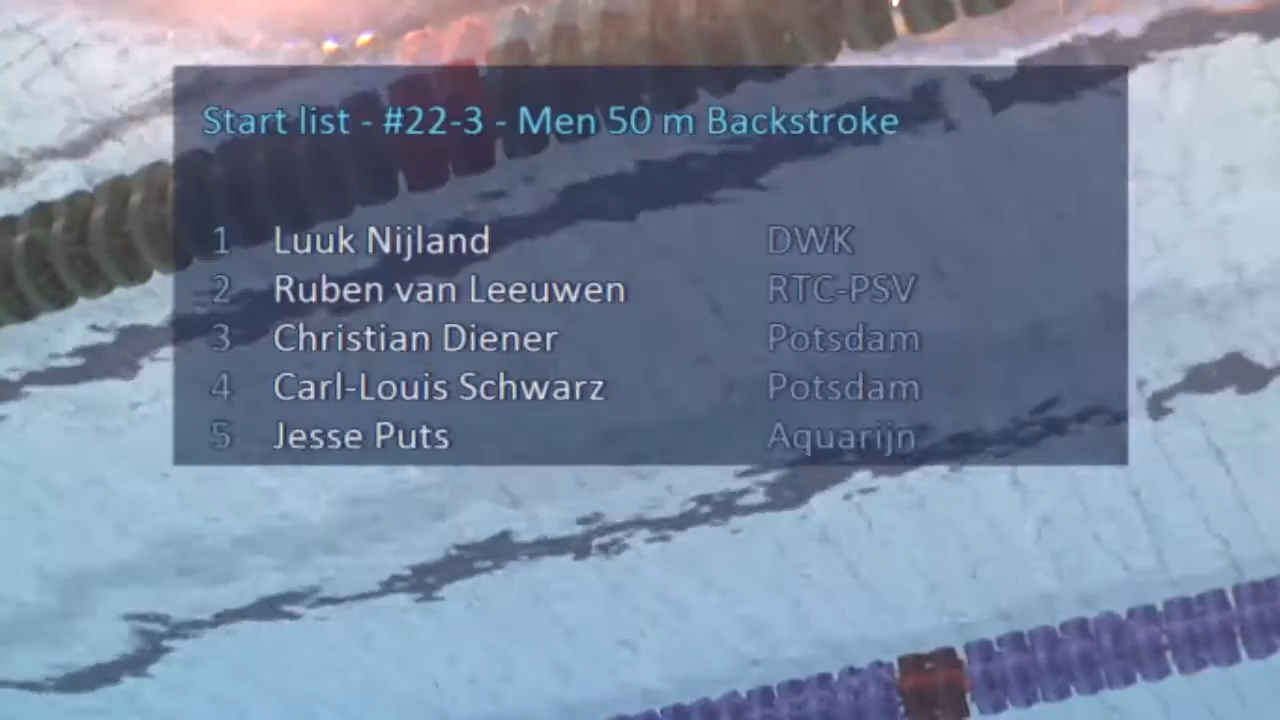 Start list - #22-3 - Men 50 m Backstroke
1 Luuk Nijland DWK
2 Ruben van Leeuwen RTC-PSV
3 Christian Diener Potsdam
4 Carl-Louis Schwarz Potsdam
5 Jesse Puts Aquarijn